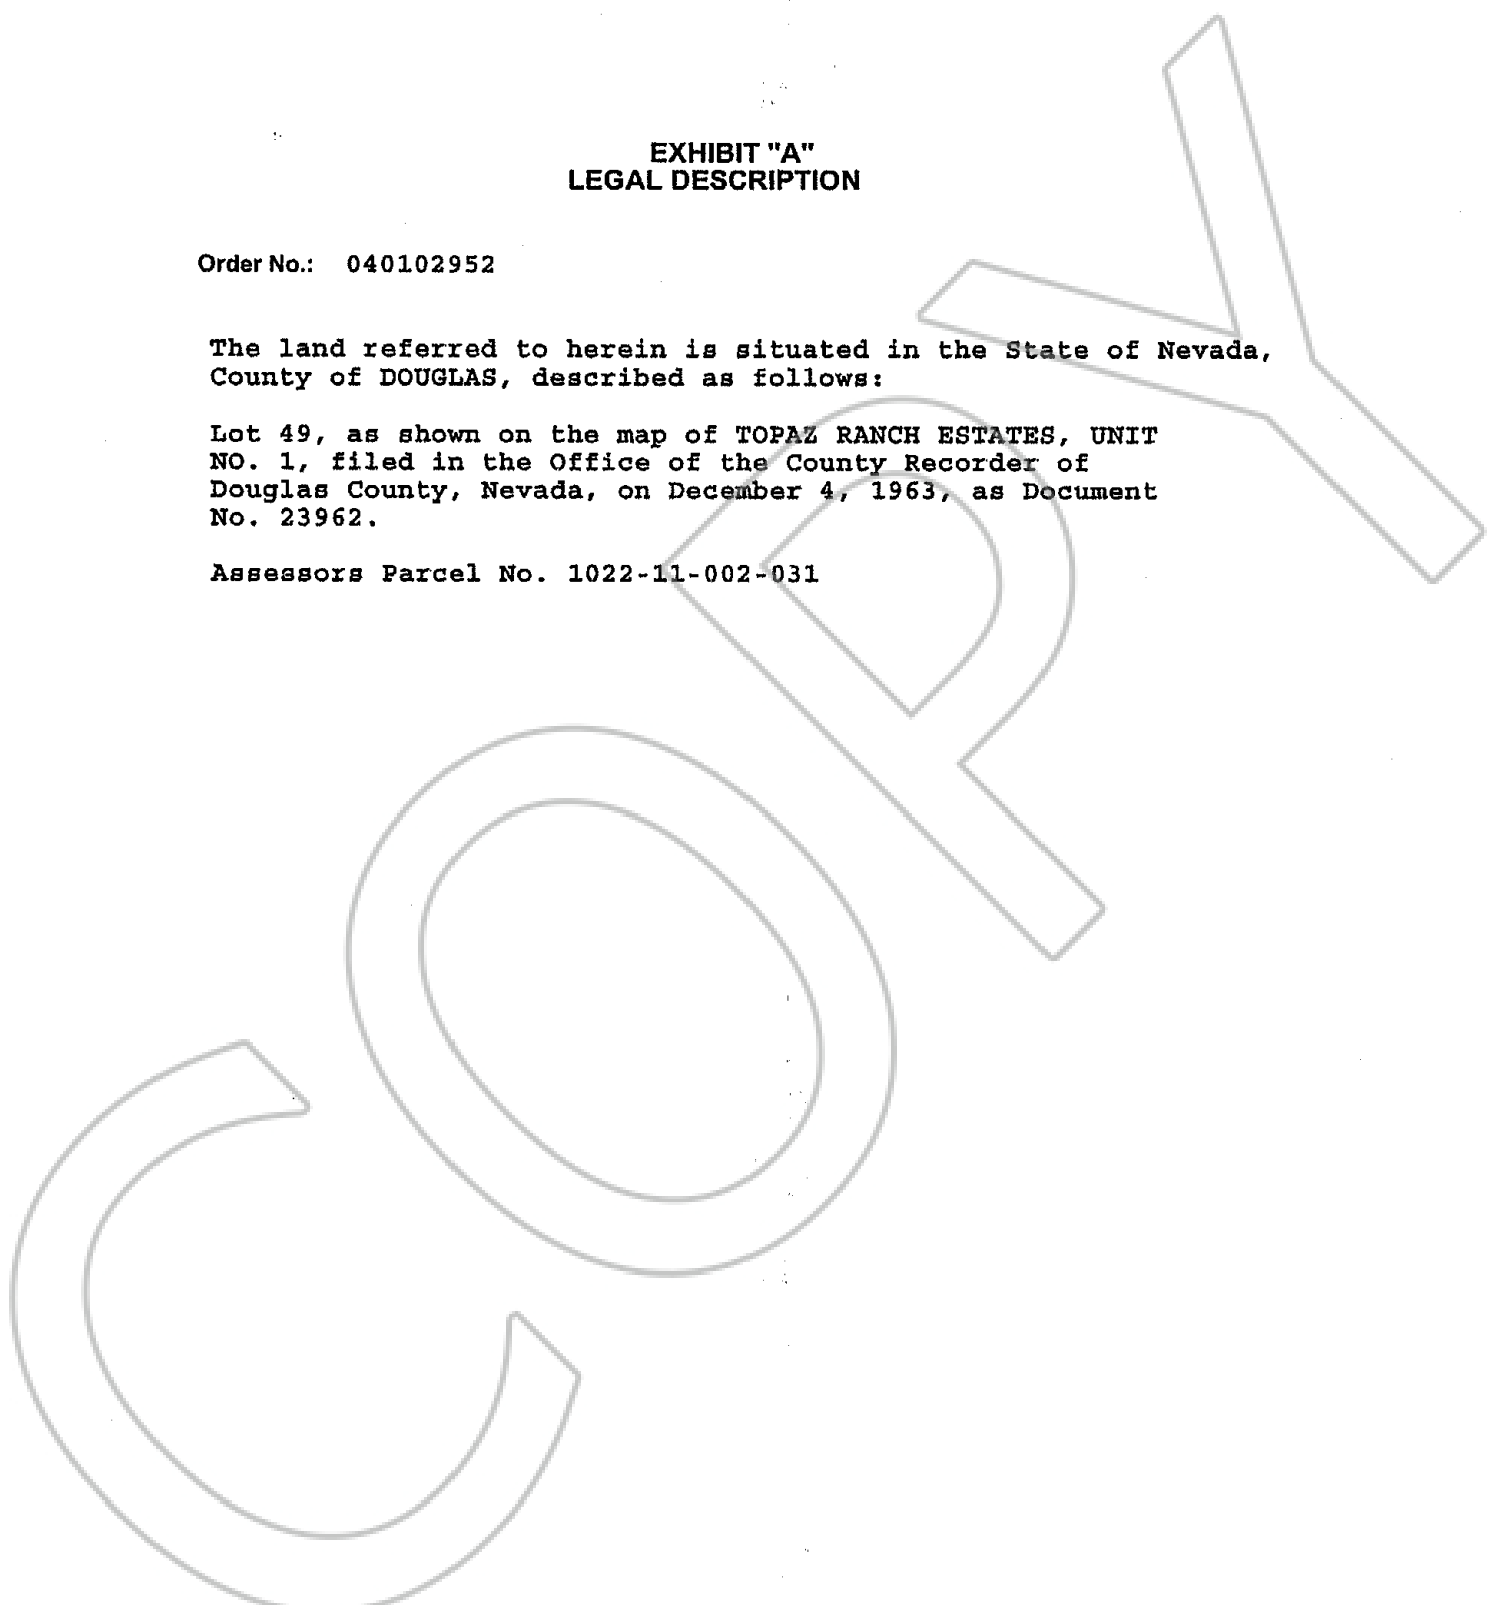 EXHIBIT "A"
LEGAL DESCRIPTION
Order No.: 040102952
The land referred to herein is situated in the State of Nevada,
County of DOUGLAS, described as follows:
Lot 49, as shown on the map of TOPAZ RANCH ESTATES, UNIT
NO. 1, filed in the Office of the County Recorder of
Douglas County, Nevada, on December 4, 1963, as Document
No. 23962.
Assessors Parcel No. 1022-11-002-031
COPY